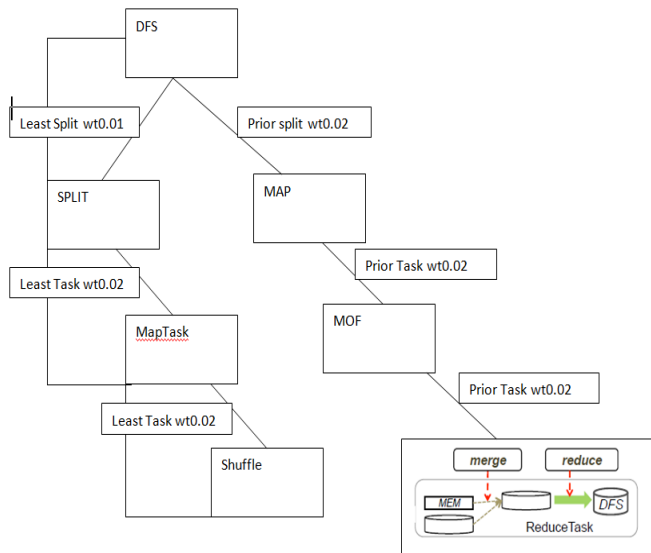 DFS
Least Split wt0.01
Prior split wt0.02
SPLIT
MAP
Least Task wt0.02
Prior Task wt0.02
MapTask
MOF
Least Task wt0.02
Prior Task wt0.02
Shuffle
merge
reduce
MEM
DFS
ReduceTask